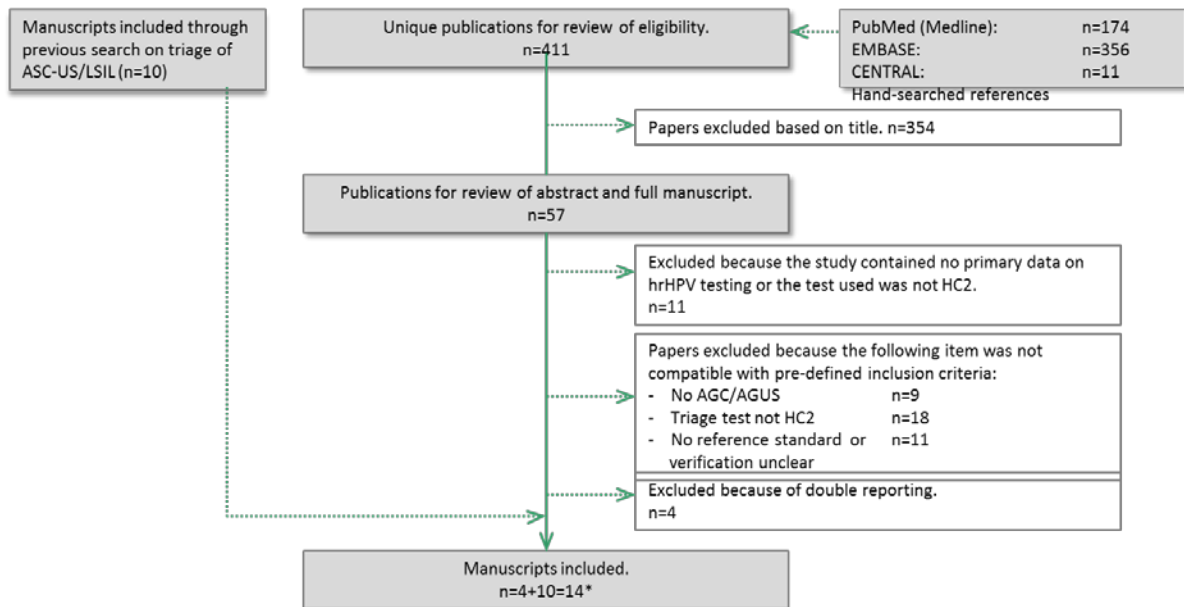 Manuscripts included through
previous search on triage of
ASC-US/LSIL (n=10)
Unique publications for review of eligibility.
n=411
PubMed (Medline): n=174
EMBASE: n=356
CENTRAL: n=11
Hand-searched references
Papers excluded based on title. n=354
Publications for review of abstract and full manuscript.
n=57
Excluded because the study contained no primary data on
hrHPV testing or the test used was not HC2.
n=11
Papers excluded because the following item was not
compatible with pre-defined inclusion criteria:
- No AGC/AGUS n=9
- Triage test not HC2 n=18
- No reference standard or n=11
verification unclear
Excluded because of double reporting.
n=4
Manuscripts included.
n=4+10=14*